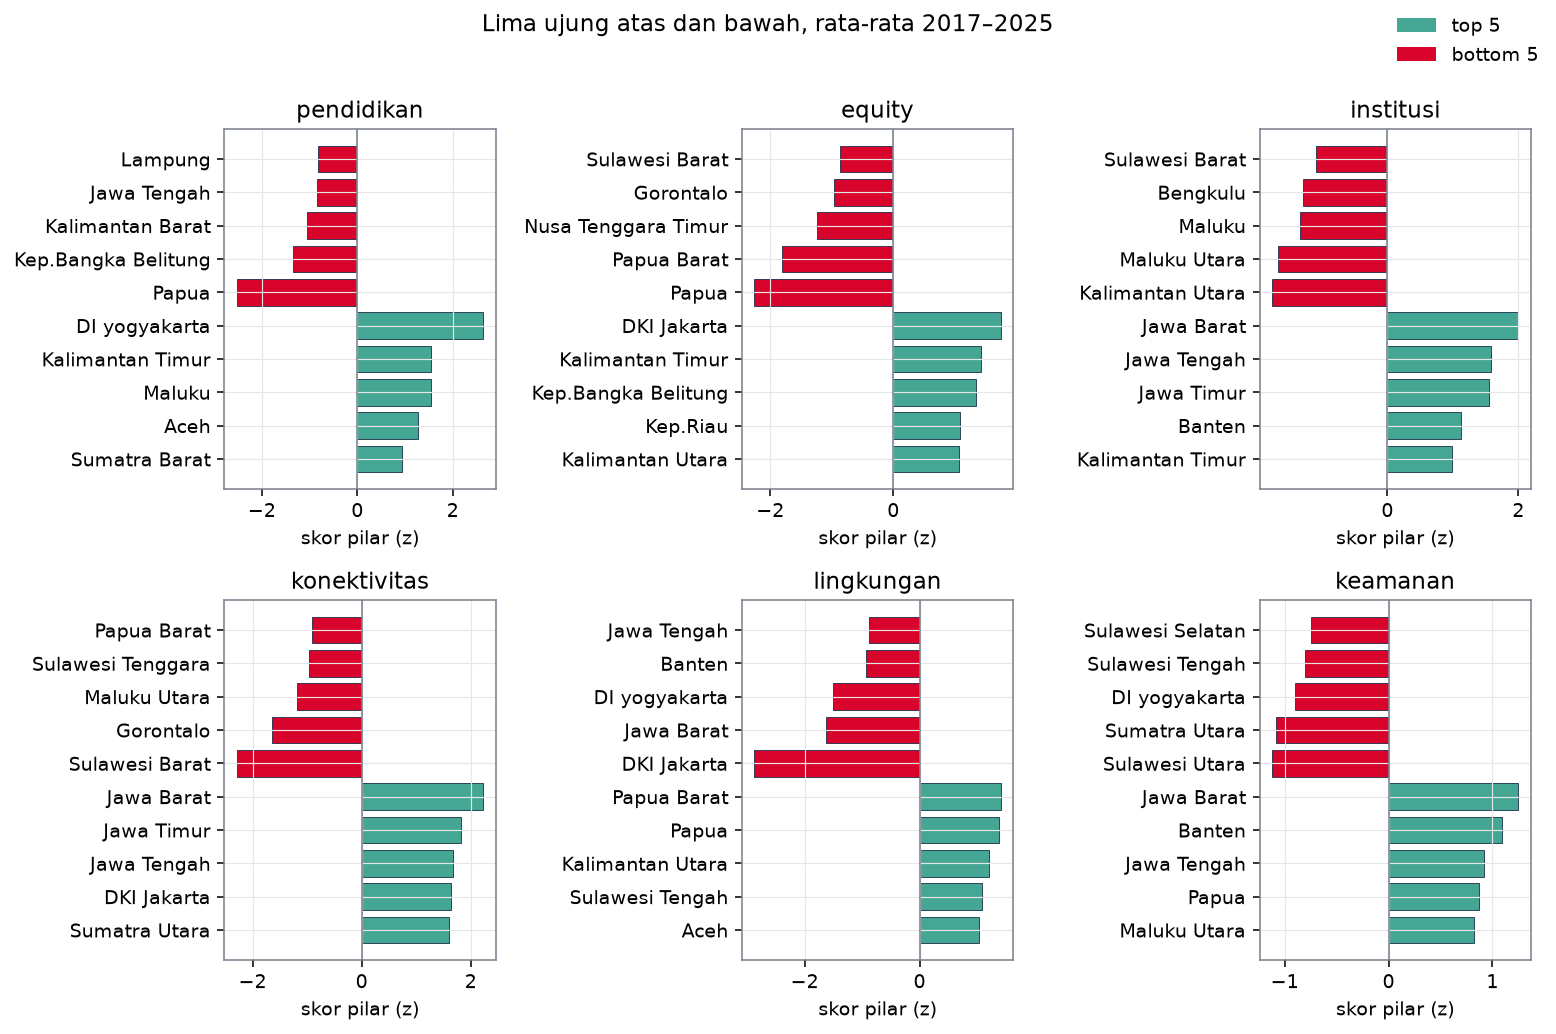 Lima ujung atas dan bawah, rata-rata 2017–2025
top 5
bottom 5
pendidikan
Lampung
Jawa Tengah
Kalimantan Barat
Kep.Bangka Belitung
Papua
DI yogyakarta
Kalimantan Timur
Maluku
Aceh
Sumatra Barat
−2 0 2
skor pilar (z)
equity
Sulawesi Barat
Gorontalo
Nusa Tenggara Timur
Papua Barat
Papua
DKI Jakarta
Kalimantan Timur
Kep.Bangka Belitung
Kep.Riau
Kalimantan Utara
−2 0
skor pilar (z)
institusi
Sulawesi Barat
Bengkulu
Maluku
Maluku Utara
Kalimantan Utara
Jawa Barat
Jawa Tengah
Jawa Timur
Banten
Kalimantan Timur
0 2
skor pilar (z)
konektivitas
Papua Barat
Sulawesi Tenggara
Maluku Utara
Gorontalo
Sulawesi Barat
Jawa Barat
Jawa Timur
Jawa Tengah
DKI Jakarta
Sumatra Utara
−2 0 2
skor pilar (z)
lingkungan
Jawa Tengah
Banten
DI yogyakarta
Jawa Barat
DKI Jakarta
Papua Barat
Papua
Kalimantan Utara
Sulawesi Tengah
Aceh
−2 0
skor pilar (z)
keamanan
Sulawesi Selatan
Sulawesi Tengah
DI yogyakarta
Sumatra Utara
Sulawesi Utara
Jawa Barat
Banten
Jawa Tengah
Papua
Maluku Utara
−1 0 1
skor pilar (z)